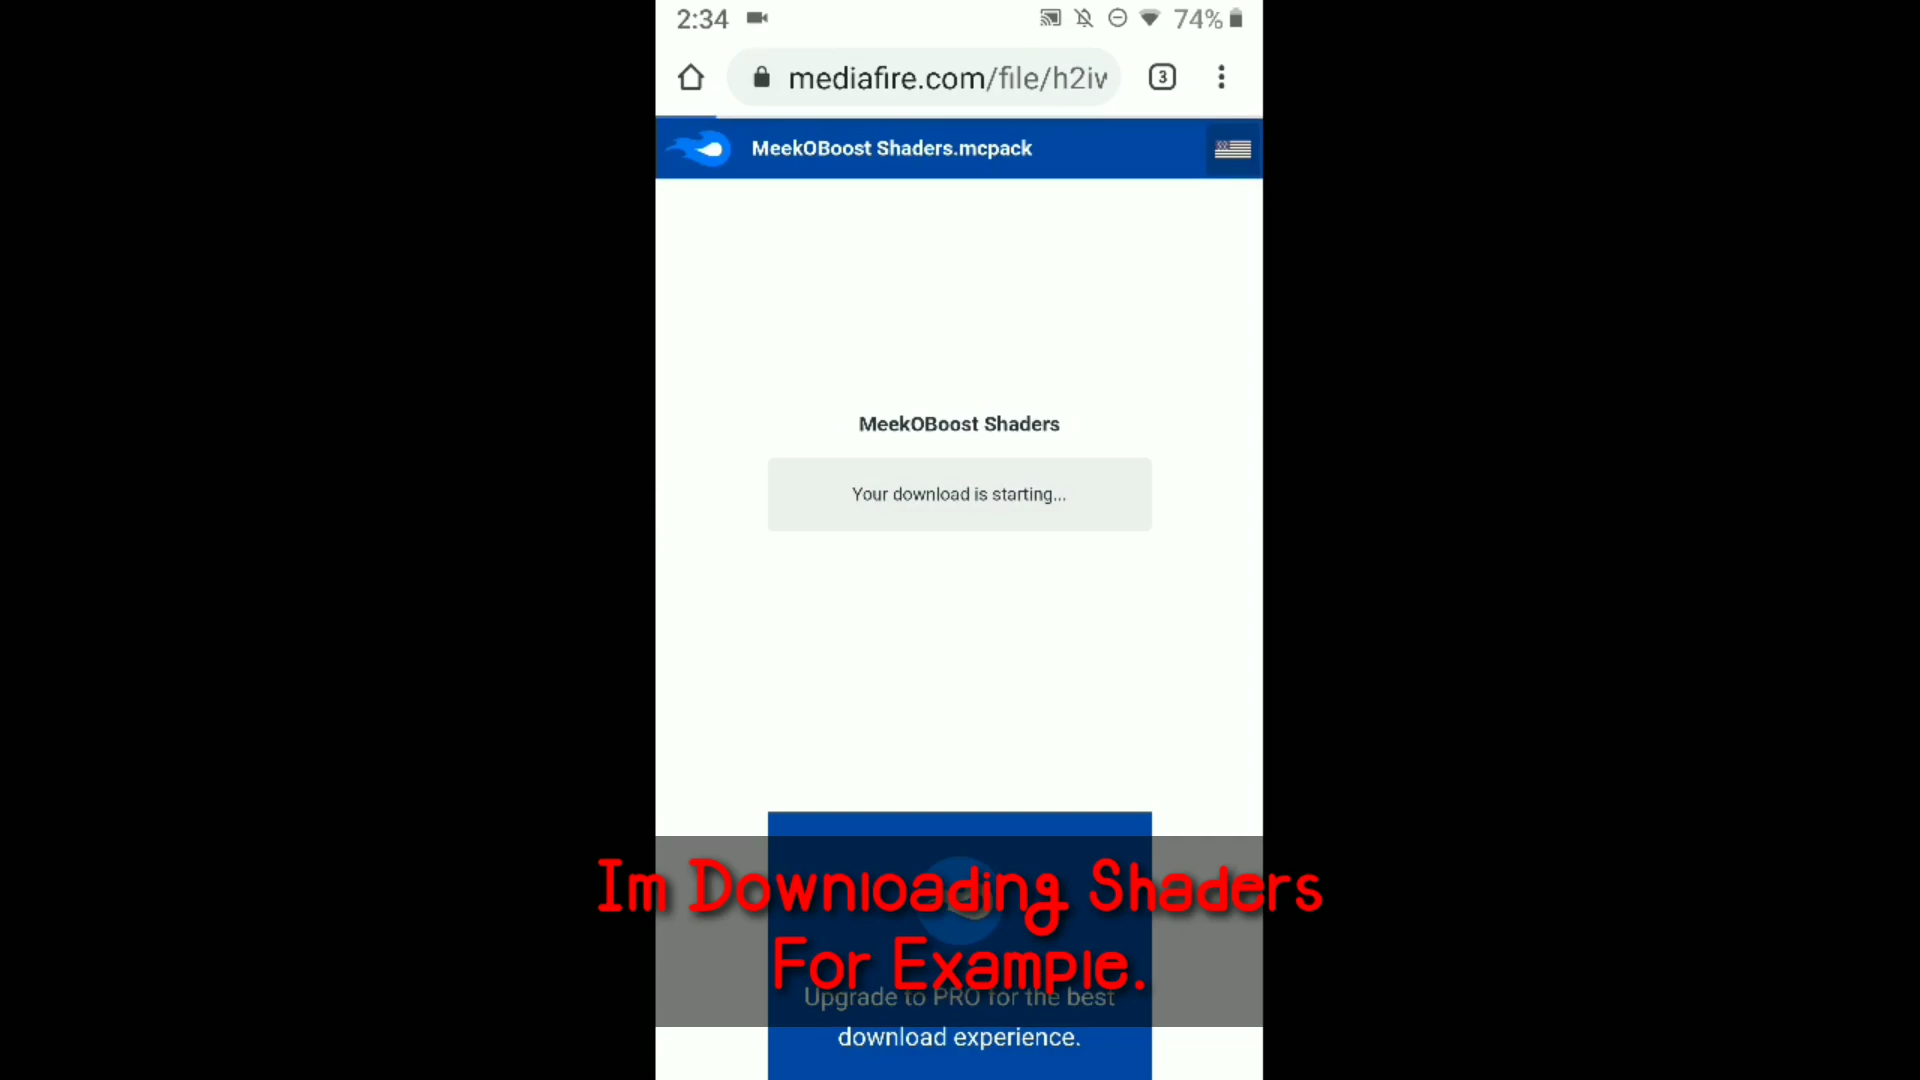 2:34
74%
mediafire.com/file/h2iv
3
MeekOBoost Shaders.mcpack
MeekOBoost Shaders
Your download is starting...
Im Downloading Shaders
For Example.
Upgrade to PRO for the best
download experience.